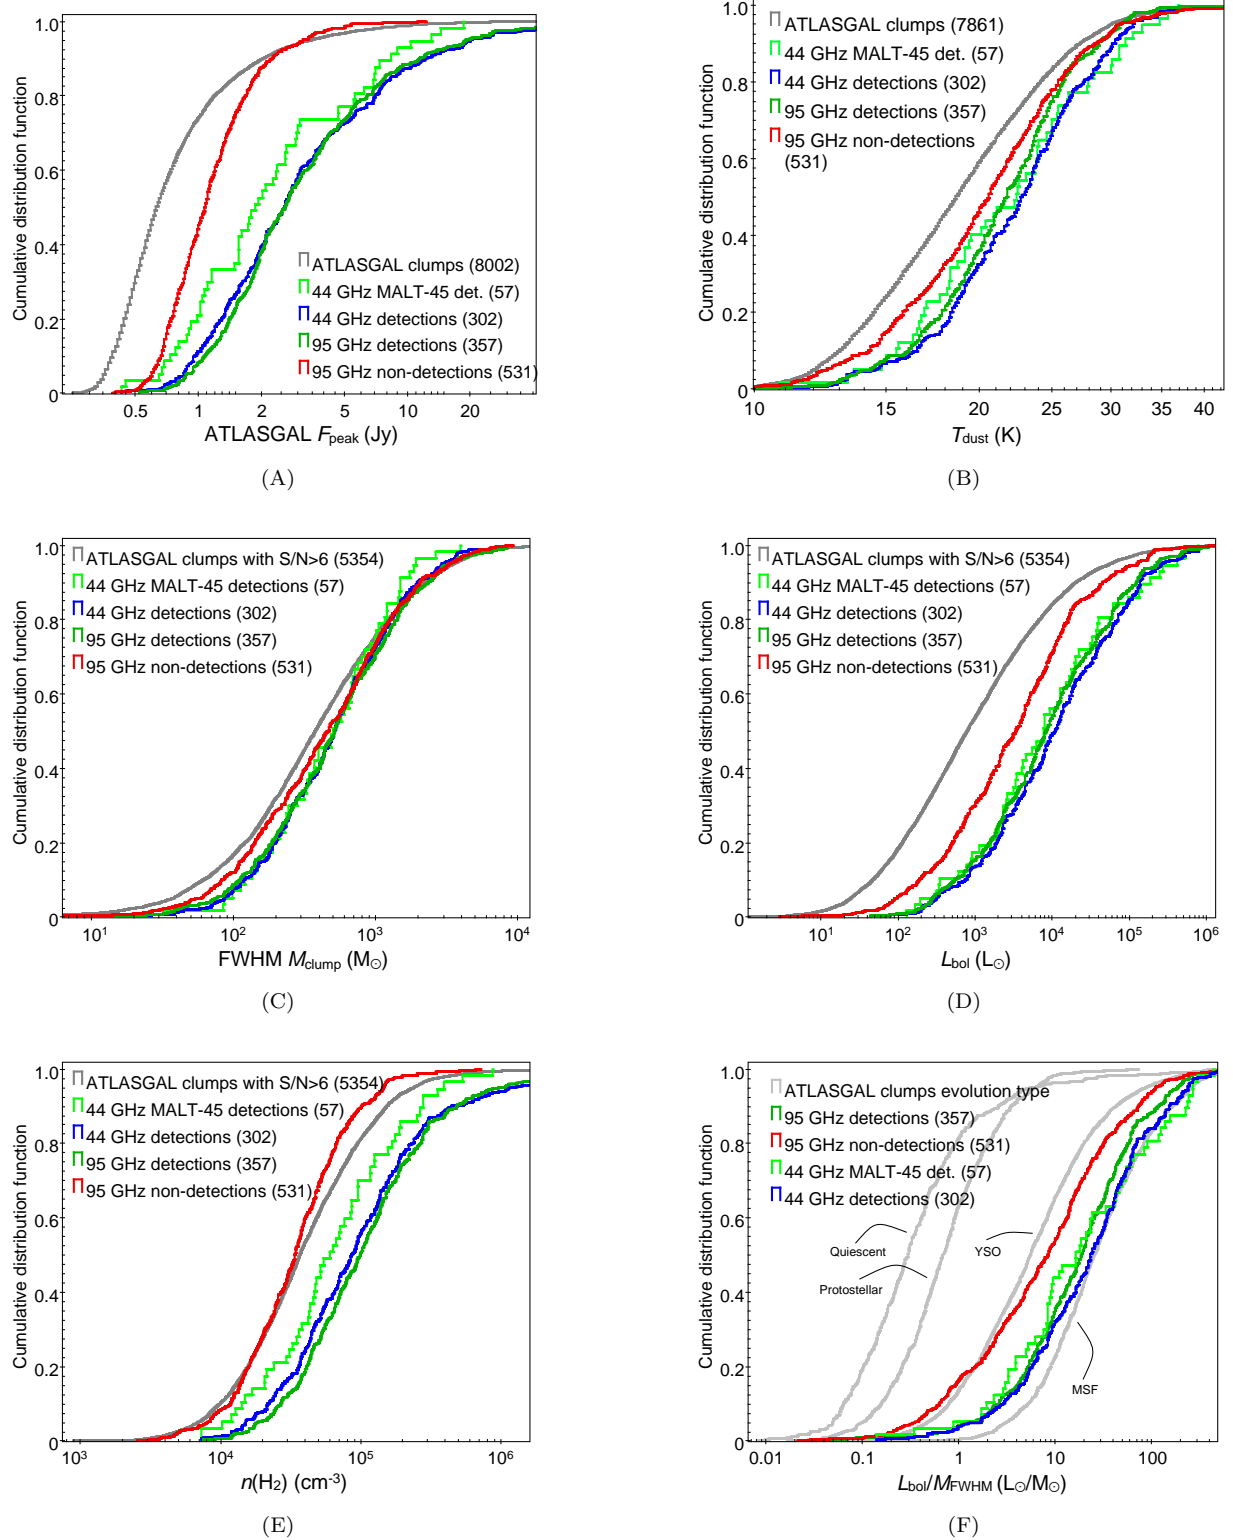 Cumulative distribution function
1.0
0.8
0.6
0.4
0.2
0
ATLASGAL clumps (8002)
44 GHz MALT-45 det. (57)
44 GHz detections (302)
95 GHz detections (357)
95 GHz non-detections (531)
0.5 1 2 5 10 20
ATLASGAL Fpeak (Jy)
(A)
Cumulative distribution function
1.0
0.8
0.6
0.4
0.2
0
ATLASGAL clumps (7861)
44 GHz MALT-45 det. (57)
44 GHz detections (302)
95 GHz detections (357)
95 GHz non-detections
(531)
10 15 20 25 30 35 40
Tdust (K)
(B)
Cumulative distribution function
1.0
0.8
0.6
0.4
0.2
0
ATLASGAL clumps with S/N>6 (5354)
44 GHz MALT-45 detections (57)
44 GHz detections (302)
95 GHz detections (357)
95 GHz non-detections (531)
10¹ 10² 10³ 10⁴
FWHM Mclump (M☉)
(C)
Cumulative distribution function
1.0
0.8
0.6
0.4
0.2
0
ATLASGAL clumps with S/N>6 (5354)
44 GHz MALT-45 detections (57)
44 GHz detections (302)
95 GHz detections (357)
95 GHz non-detections (531)
10¹ 10² 10³ 10⁴ 10⁵ 10⁶
Lbol (L☉)
(D)
Cumulative distribution function
1.0
0.8
0.6
0.4
0.2
0
ATLASGAL clumps with S/N>6 (5354)
44 GHz MALT-45 detections (57)
44 GHz detections (302)
95 GHz detections (357)
95 GHz non-detections (531)
10³ 10⁴ 10⁵ 10⁶
n(H₂) (cm⁻³)
(E)
Cumulative distribution function
1.0
0.8
0.6
0.4
0.2
0
ATLASGAL clumps evolution type
95 GHz detections (357)
95 GHz non-detections (531)
44 GHz MALT-45 det. (57)
44 GHz detections (302)
Quiescent
YSO
Protostellar
MSF
0.01 0.1 1 10 100
Lbol/MFWHM (L☉/M☉)
(F)